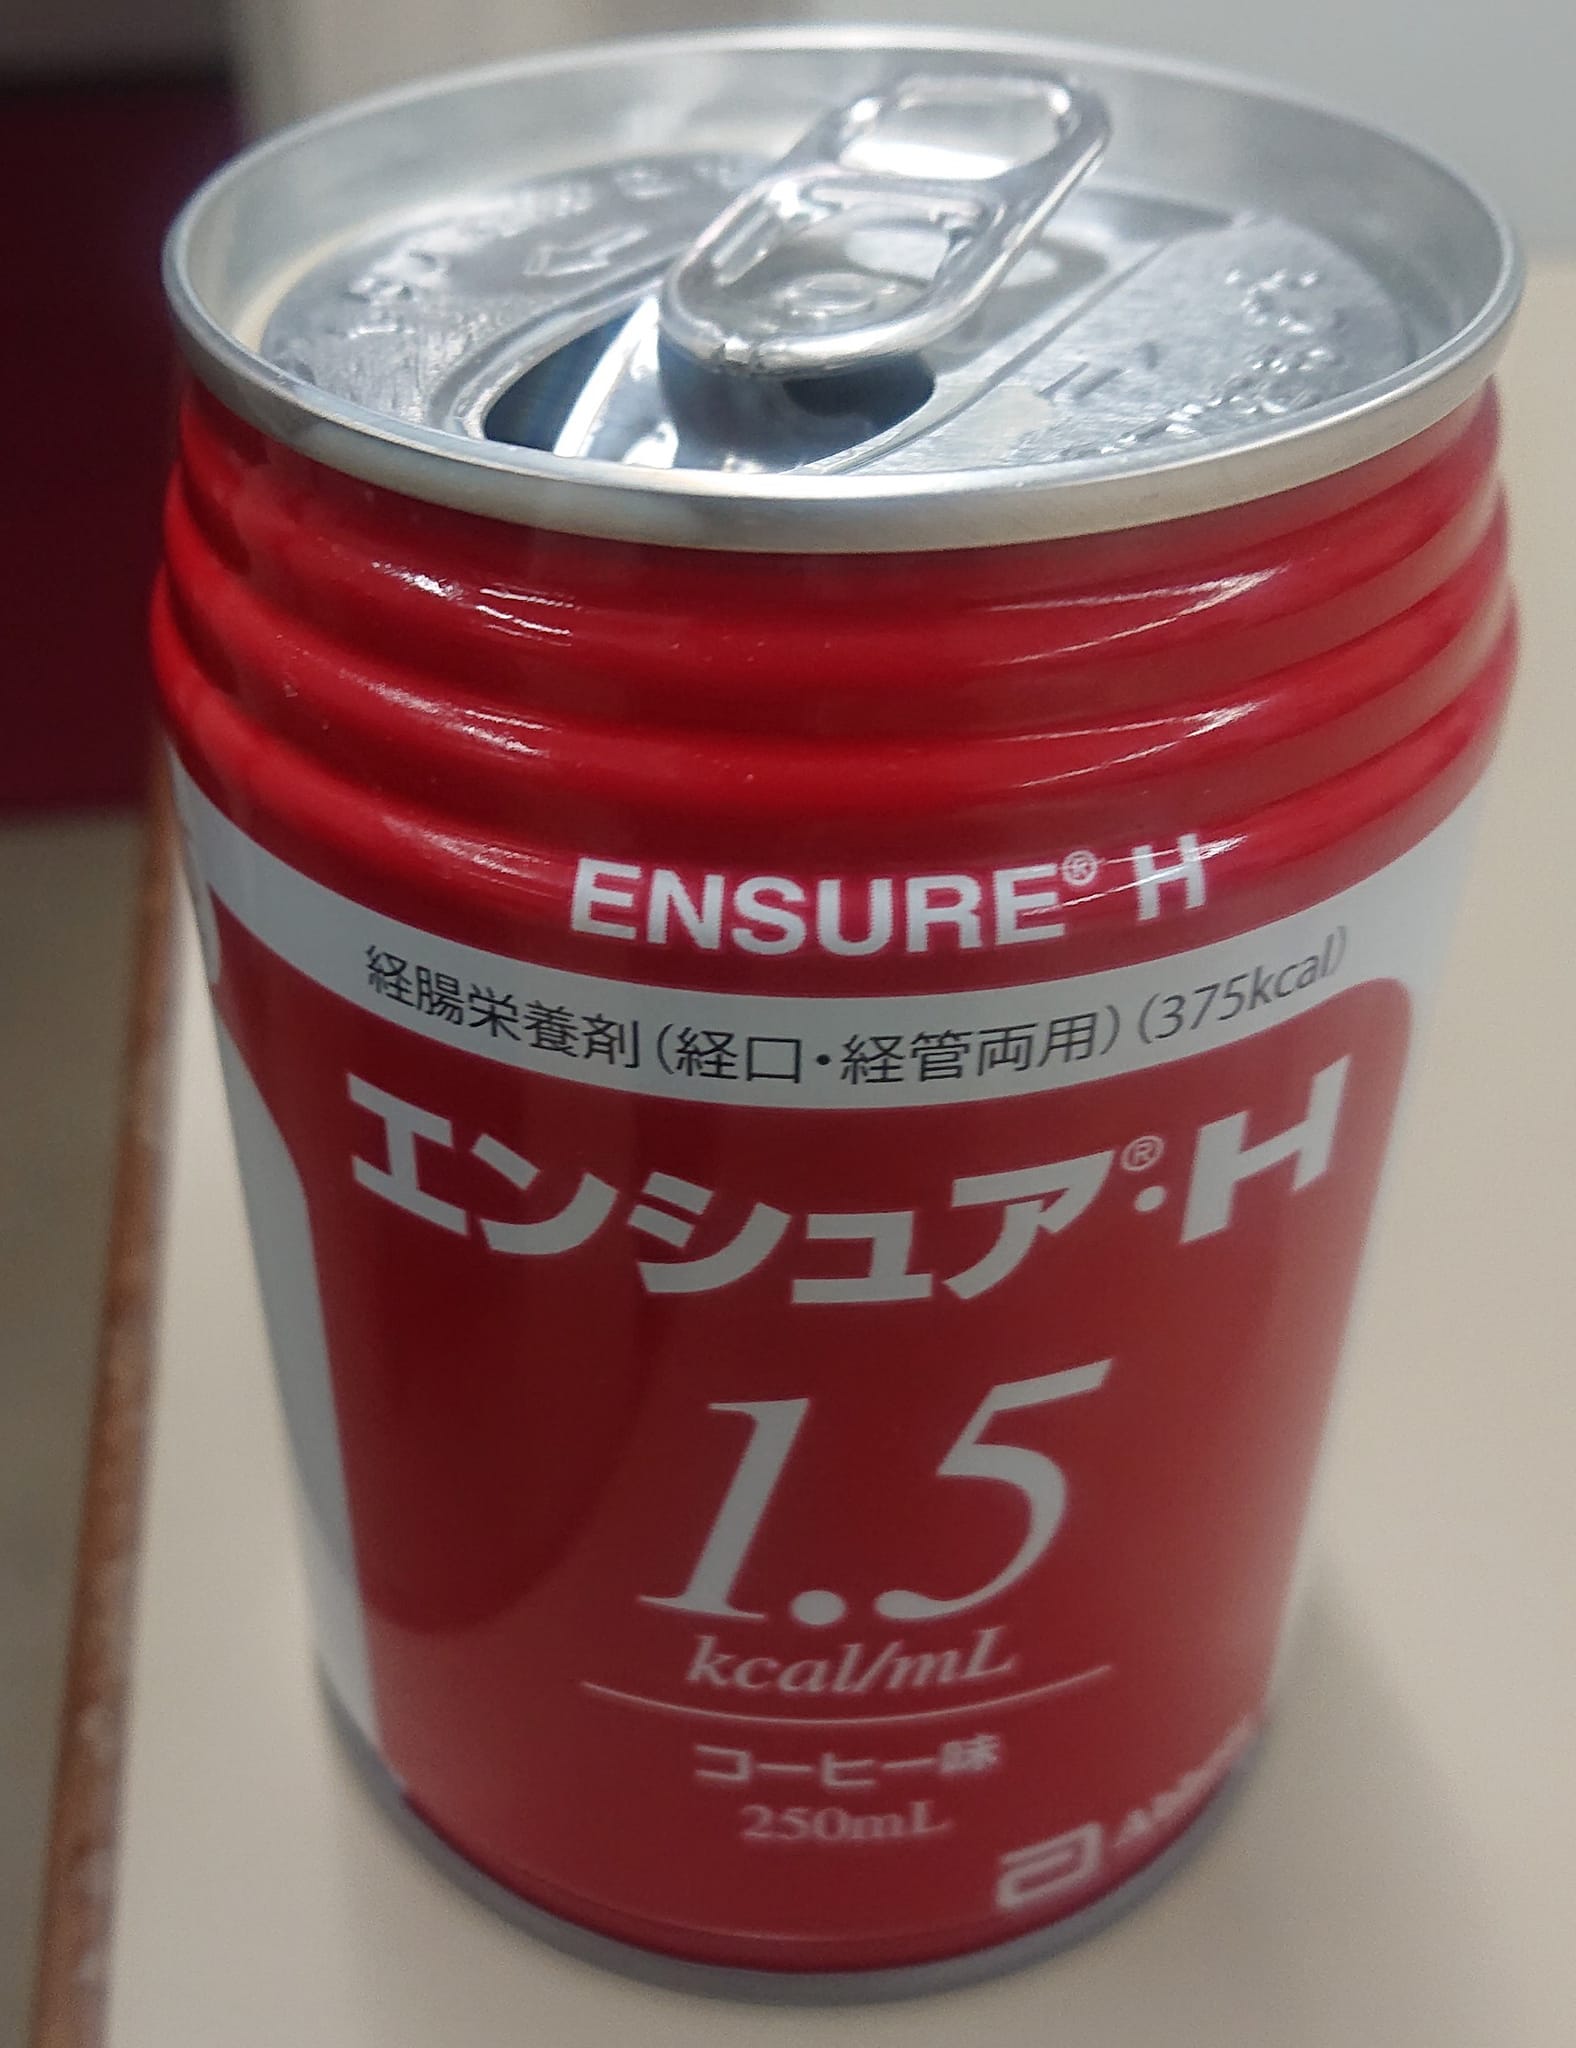 ENSURE® H
経腸栄養剤(経口・経管両用)(375kcal)
エンシュア®・H
1.5
kcal/mL
コーヒー味
250mL